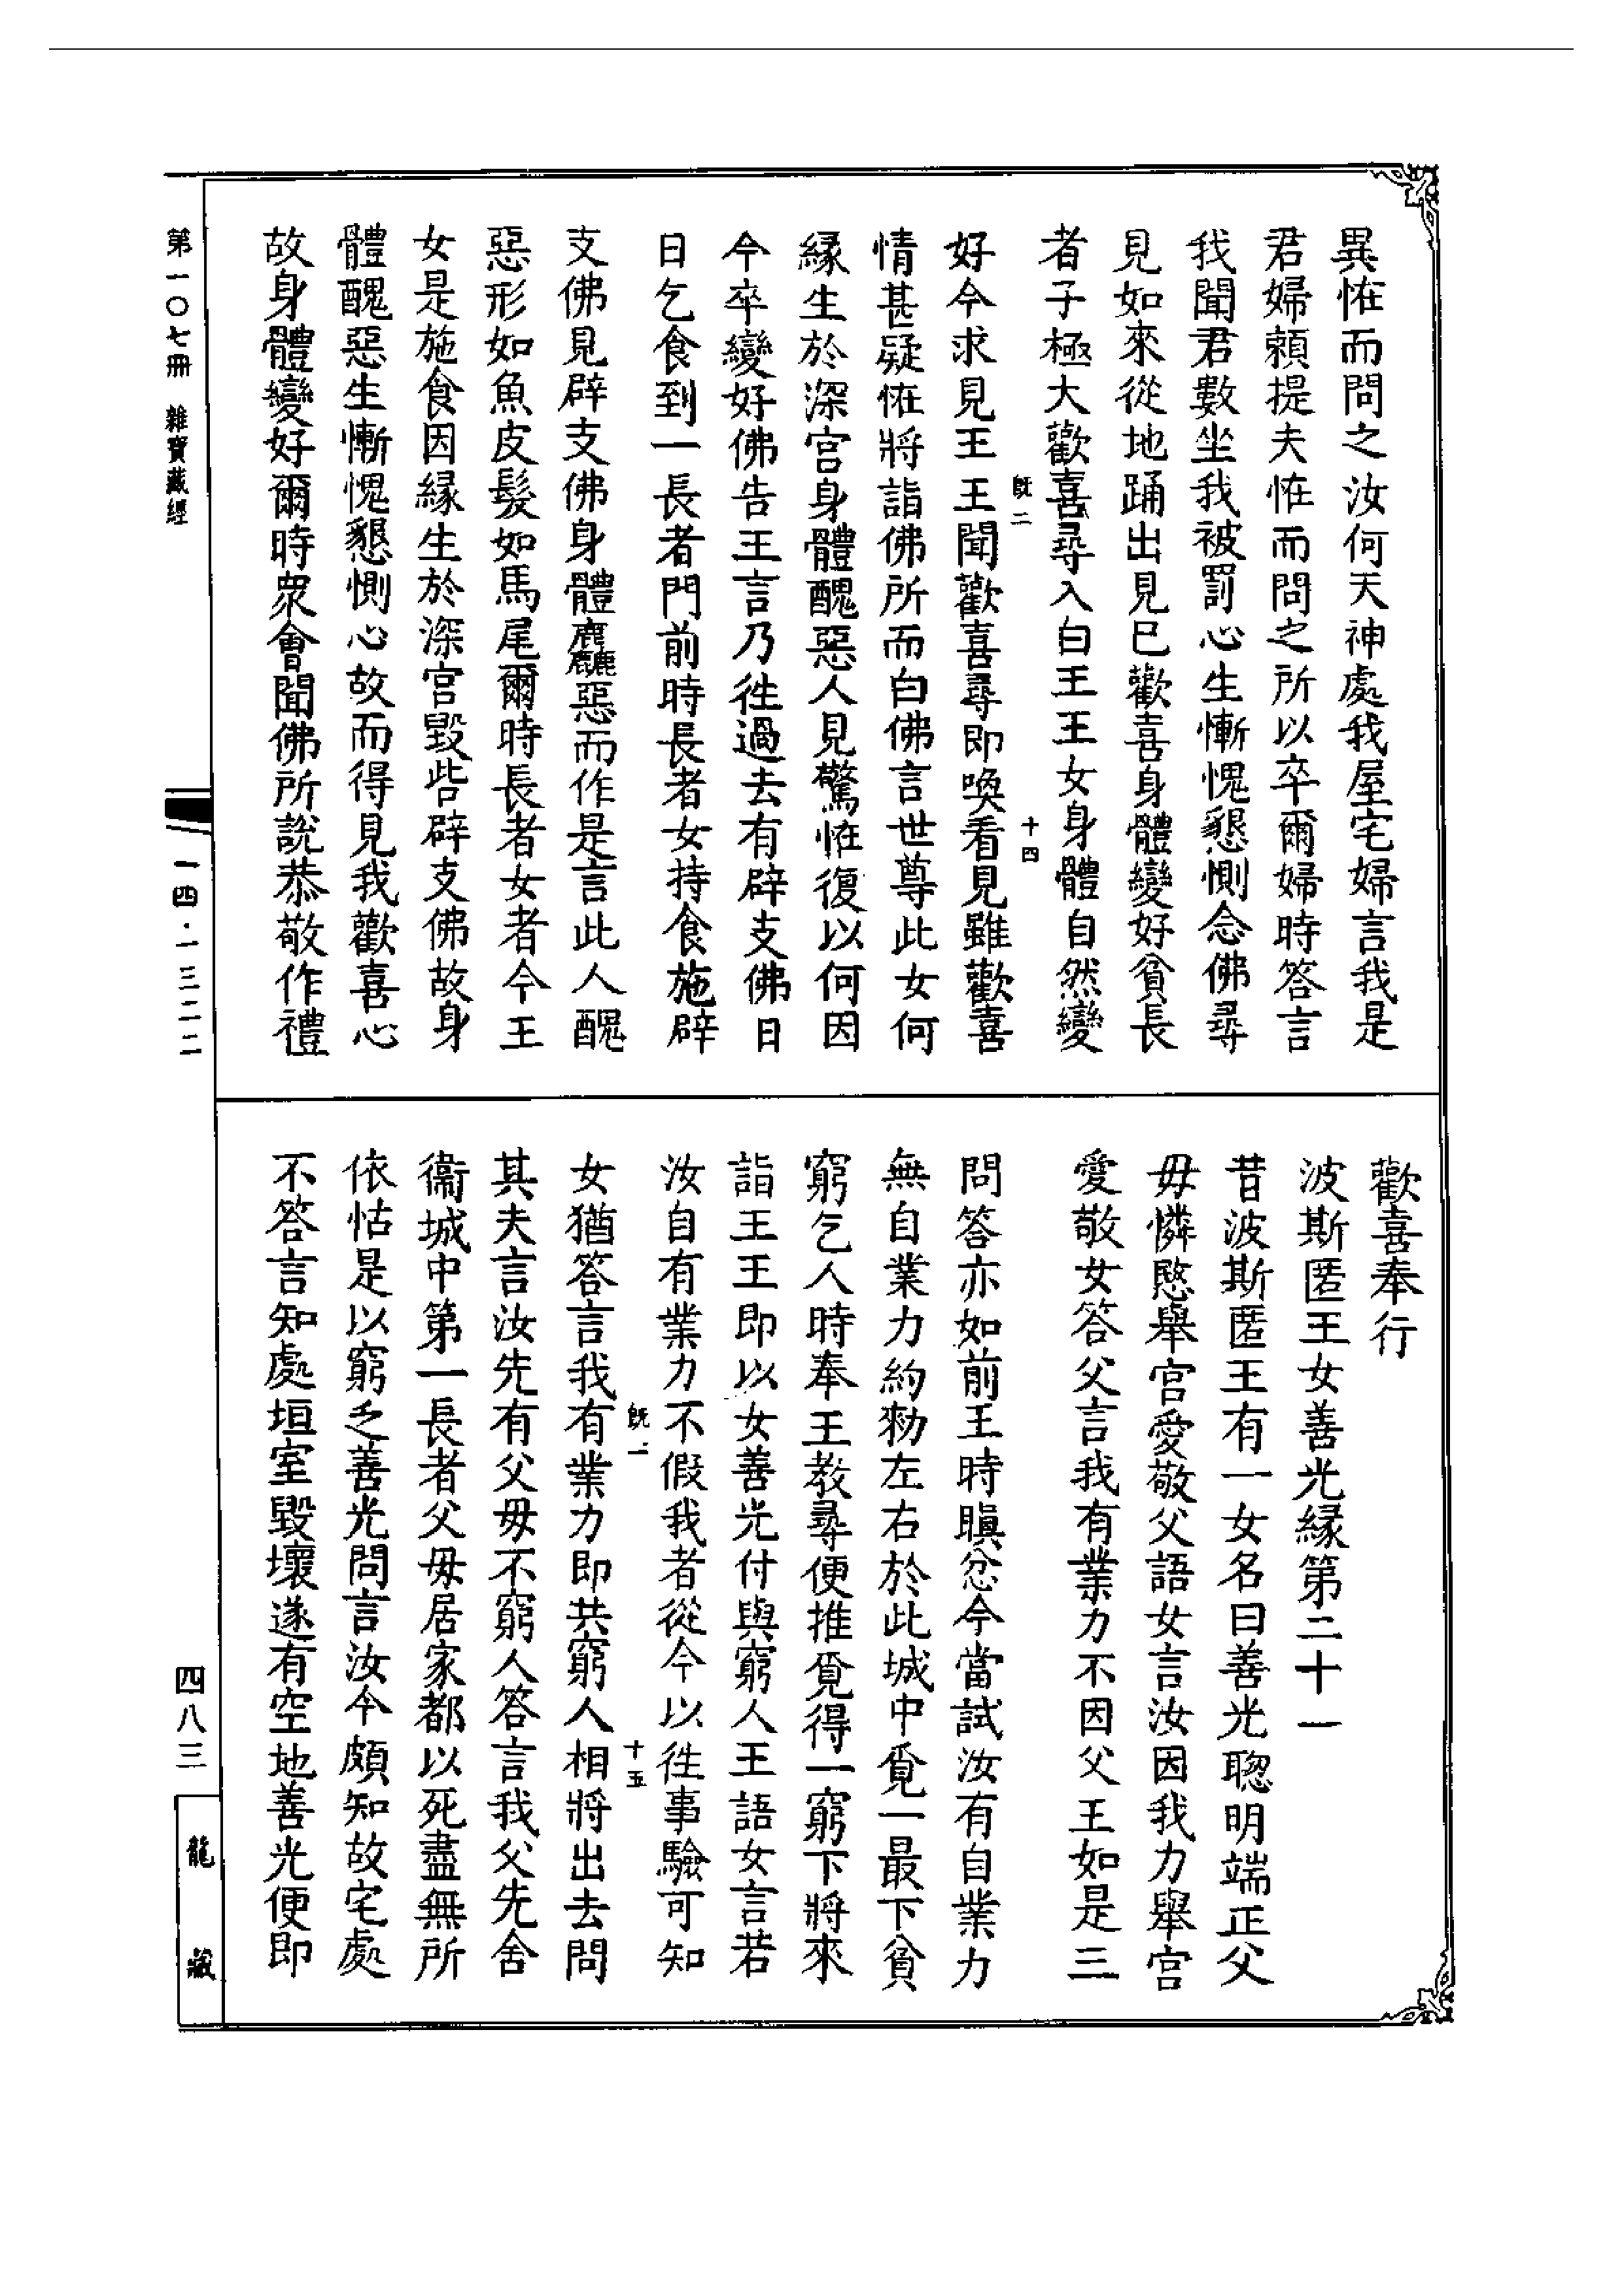 異恠而問之汝何天神處我屋宅婦言我是
君婦賴提夫恠而問之所以卒爾婦時答言
我聞君數坐我被罰心生慚愧懇惻念佛尋
見如來從地踊出見已歡喜身體變好貧長
者子極大歡喜尋入白王王女身體自然變
旣二 十四
好今求見王王聞歡喜尋即喚看見雖歡喜
情甚疑恠將詣佛所而白佛言世尊此女何
緣生於深宮身體醜惡人見驚恠復以何因
今卒變好佛告王言乃徃過去有辟支佛日
日乞食到一長者門前時長者女持食施辟
支佛見辟支佛身體麤惡而作是言此人醜
惡形如魚皮髮如馬尾爾時長者女者今王
女是施食因緣生於深宮毀呰辟支佛故身
體醜惡生慚愧懇惻心故而得見我歡喜心
故身體變好爾時眾會聞佛所說恭敬作禮
歡喜奉行
波斯匿王女善光緣第二十一
昔波斯匿王有一女名曰善光聰明端正父
母憐愍舉宮愛敬父語女言汝因我力舉宮
愛敬女答父言我有業力不因父王如是三
問答亦如前王時瞋忿今當試汝有自業力
無自業力約勑左右於此城中覓一最下貧
窮乞人時奉王教尋便推覓得一窮下將來
詣王王即以女善光付與窮人王語女言若
汝自有業力不假我者從今以徃事驗可知
旣一 十五
女猶答言我有業力即共窮人相將出去問
其夫言汝先有父母不窮人答言我父先舍
衞城中第一長者父母居家都以死盡無所
依怙是以窮乏善光問言汝今頗知故宅處
不答言知處垣室毀壞遂有空地善光便即
第一〇七冊 雜寶藏經
一四·一三二二
四八三
龍藏